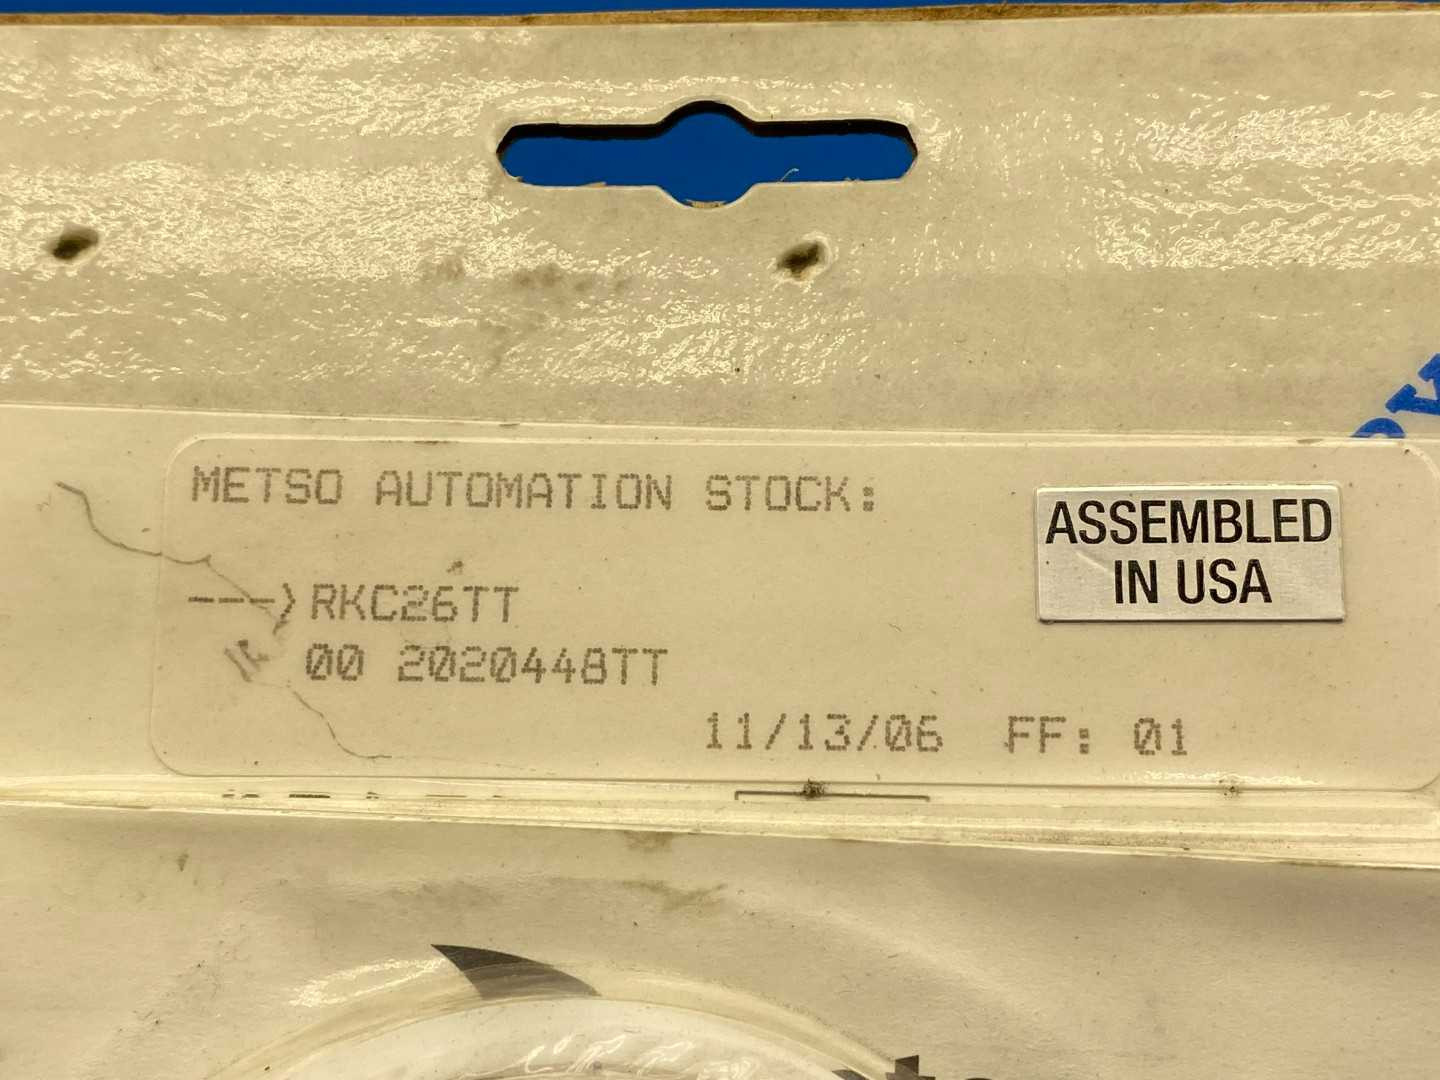 METSO AUTOMATION STOCK:
ASSEMBLED
IN USA
--->RKC26TT
00 2020448TT
11/13/06 FF: 01